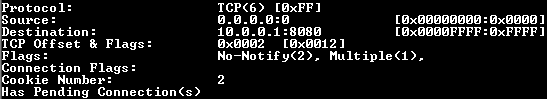 Protocol: TCP(6) [0xFF]
Source: 0.0.0.0:0 [0x00000000:0x0000]
Destination: 10.0.0.1:8080 [0x0000FFFF:0xFFFF]
TCP Offset & Flags: 0x0002 [0x0012]
Flags: No-Notify(2), Multiple(1),
Connection Flags:
Cookie Number: 2
Has Pending Connection(s)